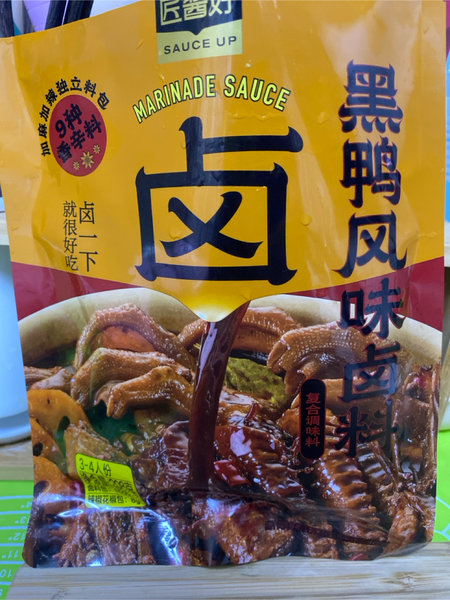 匠酱好
SAUCE UP
MARINADE SAUCE
加麻加辣独立料包
9种
香辛料
卤
卤一下
就很好吃
黑鸭风味卤料
复合调味料
3-4人份